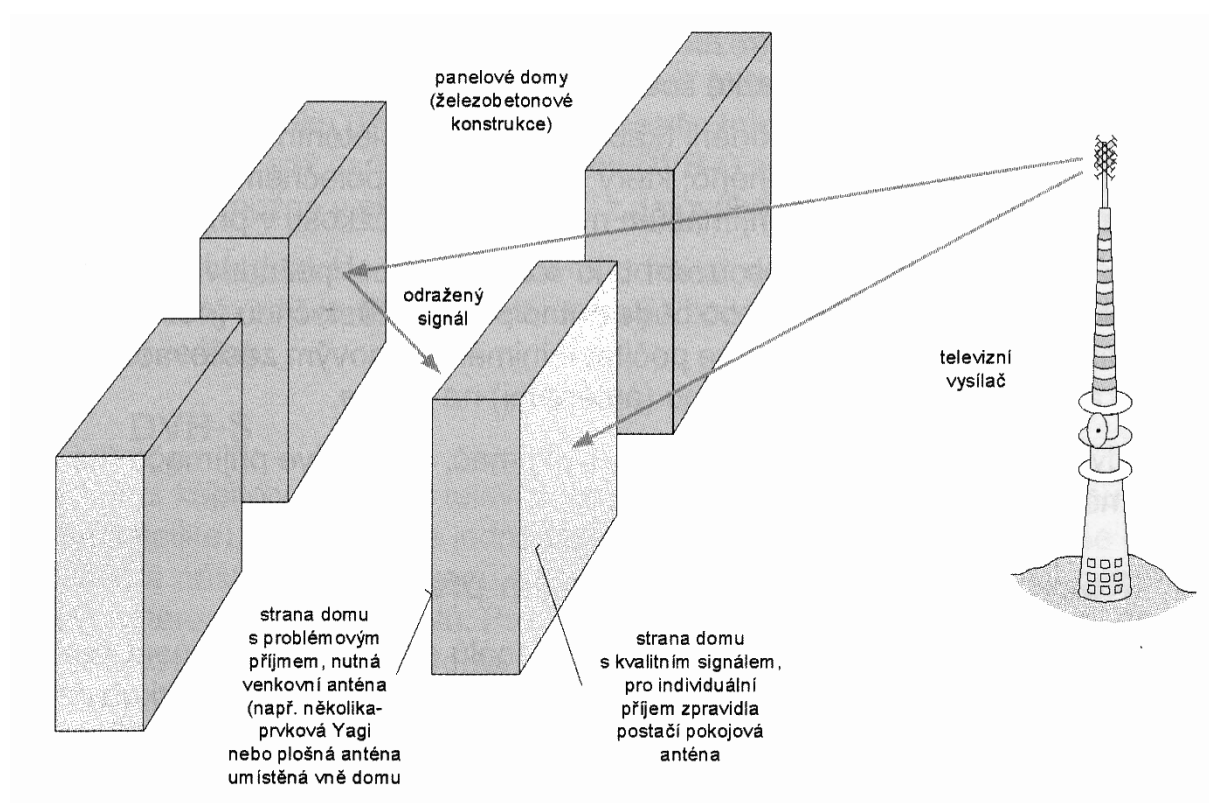 panelové domy
(železobetonové
konstrukce)
odražený
signál
televizní
vysílač
strana domu
s problémovým
příjmem, nutná
venkovní anténa
(např. několika-
prvková Yagi
nebo plošná anténa
umístěná vně domu
strana domu
s kvalitním signálem,
pro individuální
příjem zpravidla
postačí pokojová
anténa